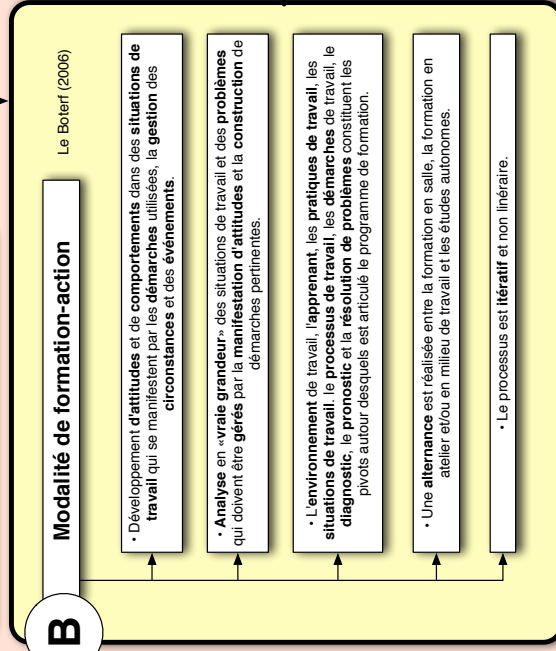 B
Modalité de formation-action
Le Boterf (2006)
• Développement d'attitudes et de comportements dans des situations de
travail qui se manifestent par les démarches utilisées, la gestion des
circonstances et des événements.
• Analyse en «vraie grandeur» des situations de travail et des problèmes
qui doivent être gérés par la manifestation d'attitudes et la construction de
démarches pertinentes.
• L'environnement de travail, l'apprenant, les pratiques de travail, les
situations de travail. le processus de travail, les démarches de travail, le
diagnostic, le pronostic et la résolution de problèmes constituent les
pivots autour desquels est articulé le programme de formation.
• Une alternance est réalisée entre la formation en salle, la formation en
atelier et/ou en milieu de travail et les études autonomes.
• Le processus est itératif et non linéraire.